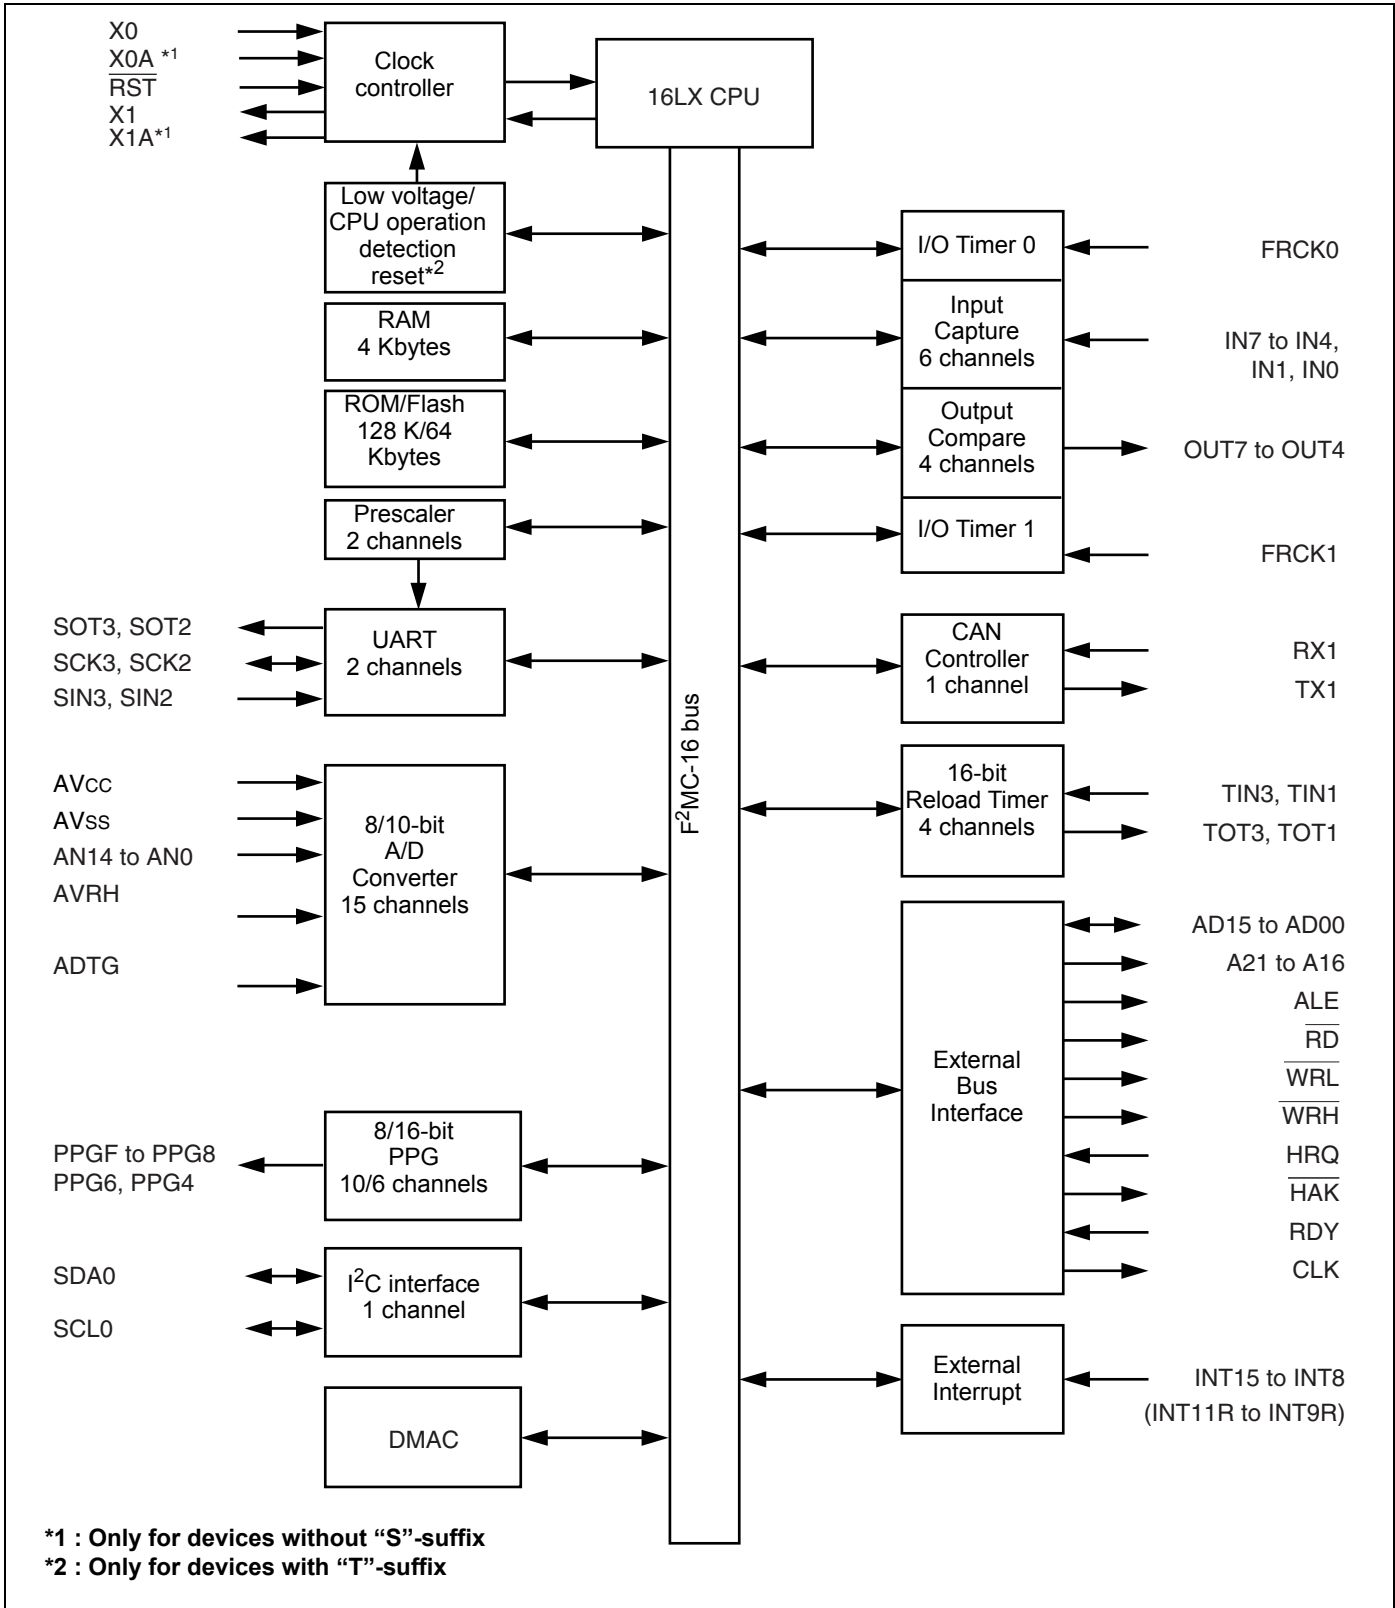 X0
X0A *1
RST
X1
X1A*1
Clock
controller
16LX CPU
Low voltage/
CPU operation
detection
reset*2
RAM
4 Kbytes
ROM/Flash
128 K/64
Kbytes
Prescaler
2 channels
SOT3, SOT2
SCK3, SCK2
SIN3, SIN2
UART
2 channels
AVCC
AVSS
AN14 to AN0
AVRH
ADTG
8/10-bit
A/D
Converter
15 channels
PPGF to PPG8
PPG6, PPG4
8/16-bit
PPG
10/6 channels
SDA0
SCL0
I2C interface
1 channel
DMAC
F2MC-16 bus
I/O Timer 0
FRCK0
Input
Capture
6 channels
IN7 to IN4,
IN1, IN0
Output
Compare
4 channels
OUT7 to OUT4
I/O Timer 1
FRCK1
CAN
Controller
1 channel
RX1
TX1
16-bit
Reload Timer
4 channels
TIN3, TIN1
TOT3, TOT1
External
Bus
Interface
AD15 to AD00
A21 to A16
ALE
RD
WRL
WRH
HRQ
HAK
RDY
CLK
External
Interrupt
INT15 to INT8
(INT11R to INT9R)
*1 : Only for devices without “S”-suffix
*2 : Only for devices with “T”-suffix